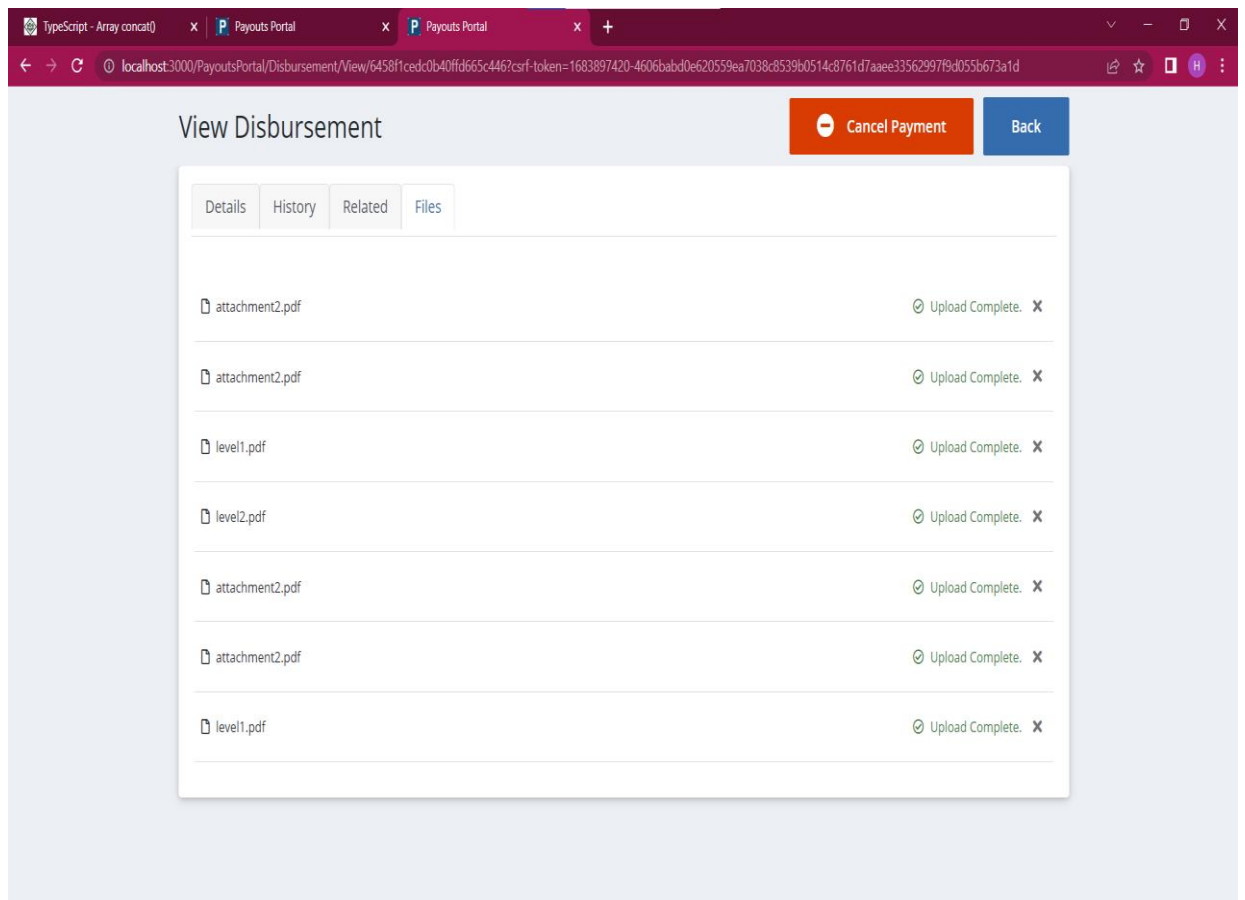 TypeScript - Array concat() x P Payouts Portal x P Payouts Portal x +
localhost:3000/PayoutsPortal/Disbursement/View/6458f1cedc0b40ffd665c446?csrf-token=1683897420-4606babd0e620559ea7038c8539b0514c8761d7aaee33562997f9d055b673a1d H
View Disbursement Cancel Payment Back
Details History Related Files
attachment2.pdf Upload Complete. X
attachment2.pdf Upload Complete. X
level1.pdf Upload Complete. X
level2.pdf Upload Complete. X
attachment2.pdf Upload Complete. X
attachment2.pdf Upload Complete. X
level1.pdf Upload Complete. X